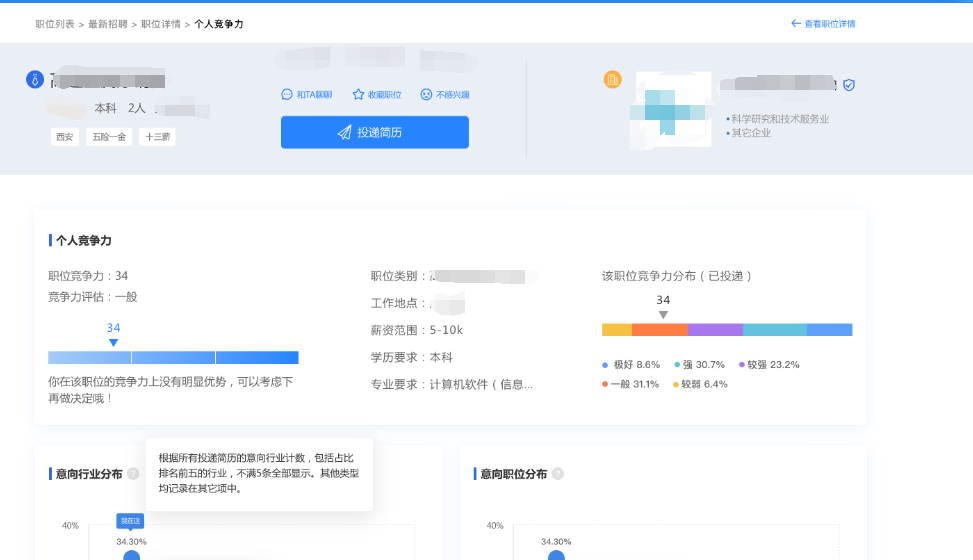 职位列表 > 最新招聘 > 职位详情 > 个人竞争力
← 查看职位详情
本科 2人
西安 五险一金 十三薪
和TA聊聊 收藏职位 不感兴趣
投递简历
•科学研究和技术服务业
•其它企业
个人竞争力
职位竞争力：34
竞争力评估：一般
34
你在该职位的竞争力上没有明显优势，可以考虑下
再做决定哦！
职位类别：
工作地点：
薪资范围：5-10k
学历要求：本科
专业要求：计算机软件（信息...
该职位竞争力分布（已投递）
34
极好 8.6% 强 30.7% 较强 23.2%
一般 31.1% 较弱 6.4%
意向行业分布 ?
根据所有投递简历的意向行业计数，包括占比
排名前五的行业，不满5条全部显示。其他类型
均记录在其它项中。
40%
我在这
34.30%
意向职位分布 ?
40%
34.30%